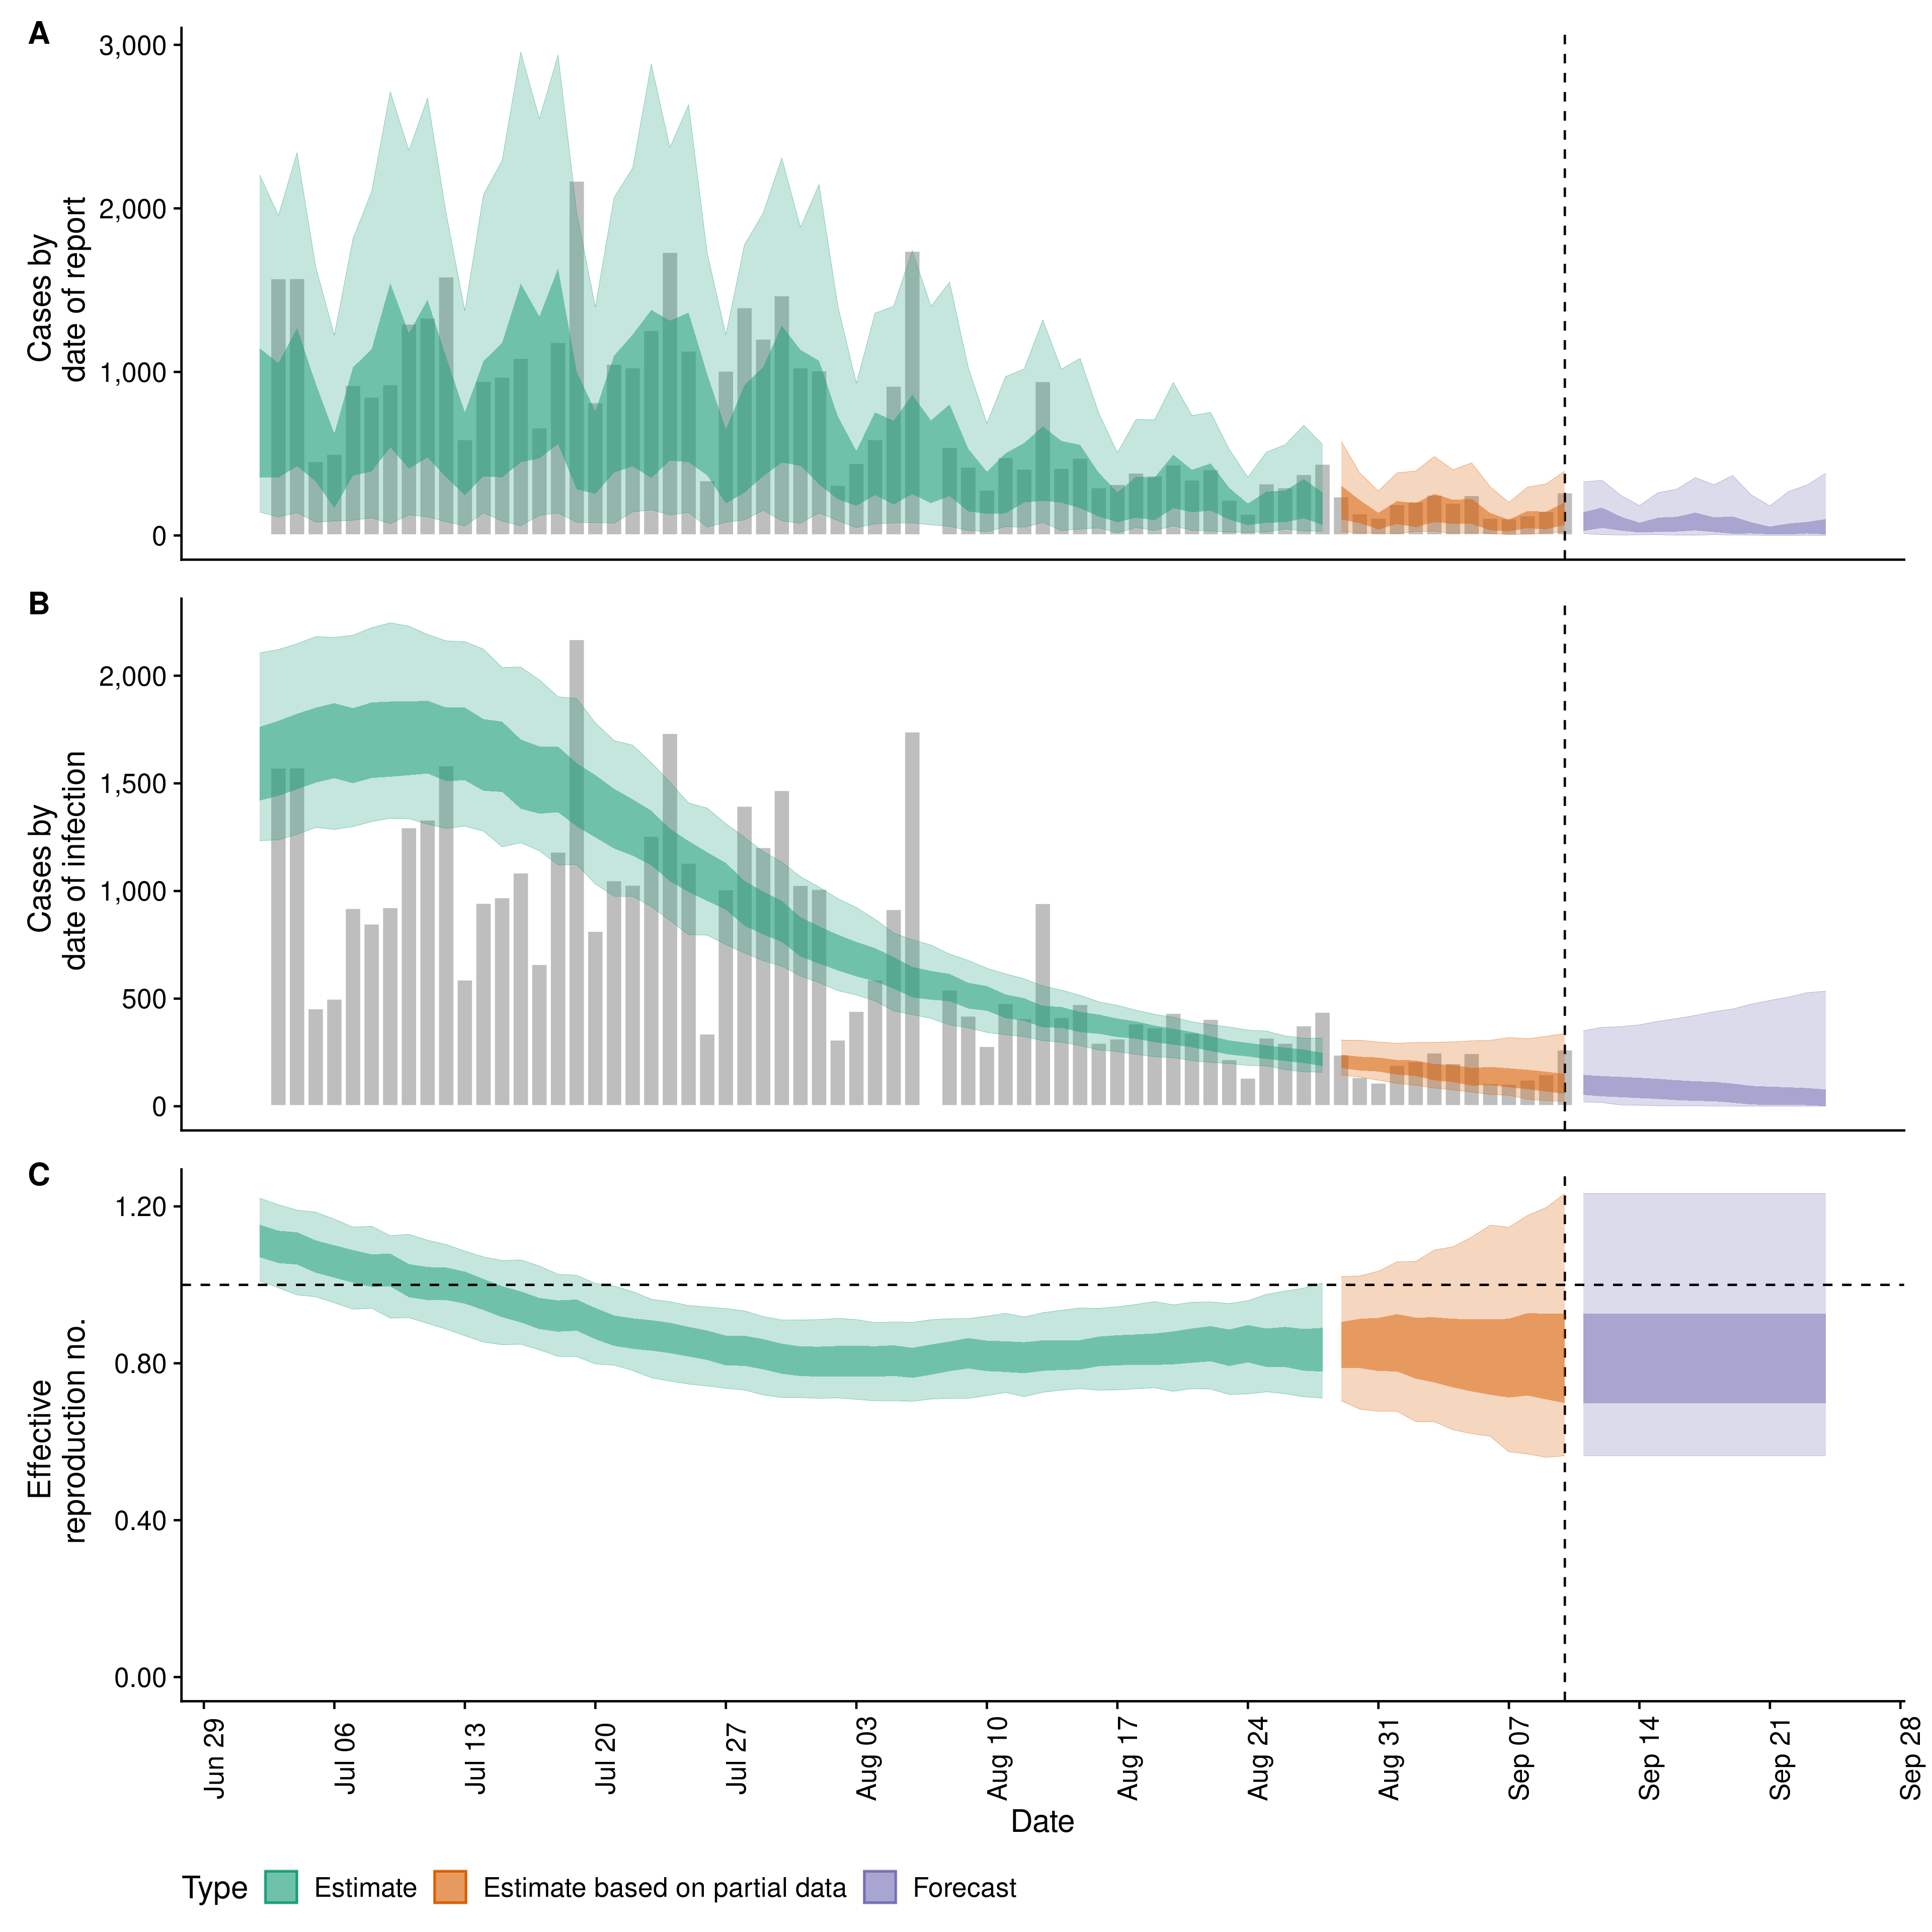 A
3,000
2,000
1,000
0
Cases by
date of report
B
2,000
1,500
1,000
500
0
Cases by
date of infection
C
1.20
0.80
0.40
0.00
Effective
reproduction no.
Jun 29
Jul 06
Jul 13
Jul 20
Jul 27
Aug 03
Aug 10
Aug 17
Aug 24
Aug 31
Sep 07
Sep 14
Sep 21
Sep 28
Date
Type Estimate Estimate based on partial data Forecast